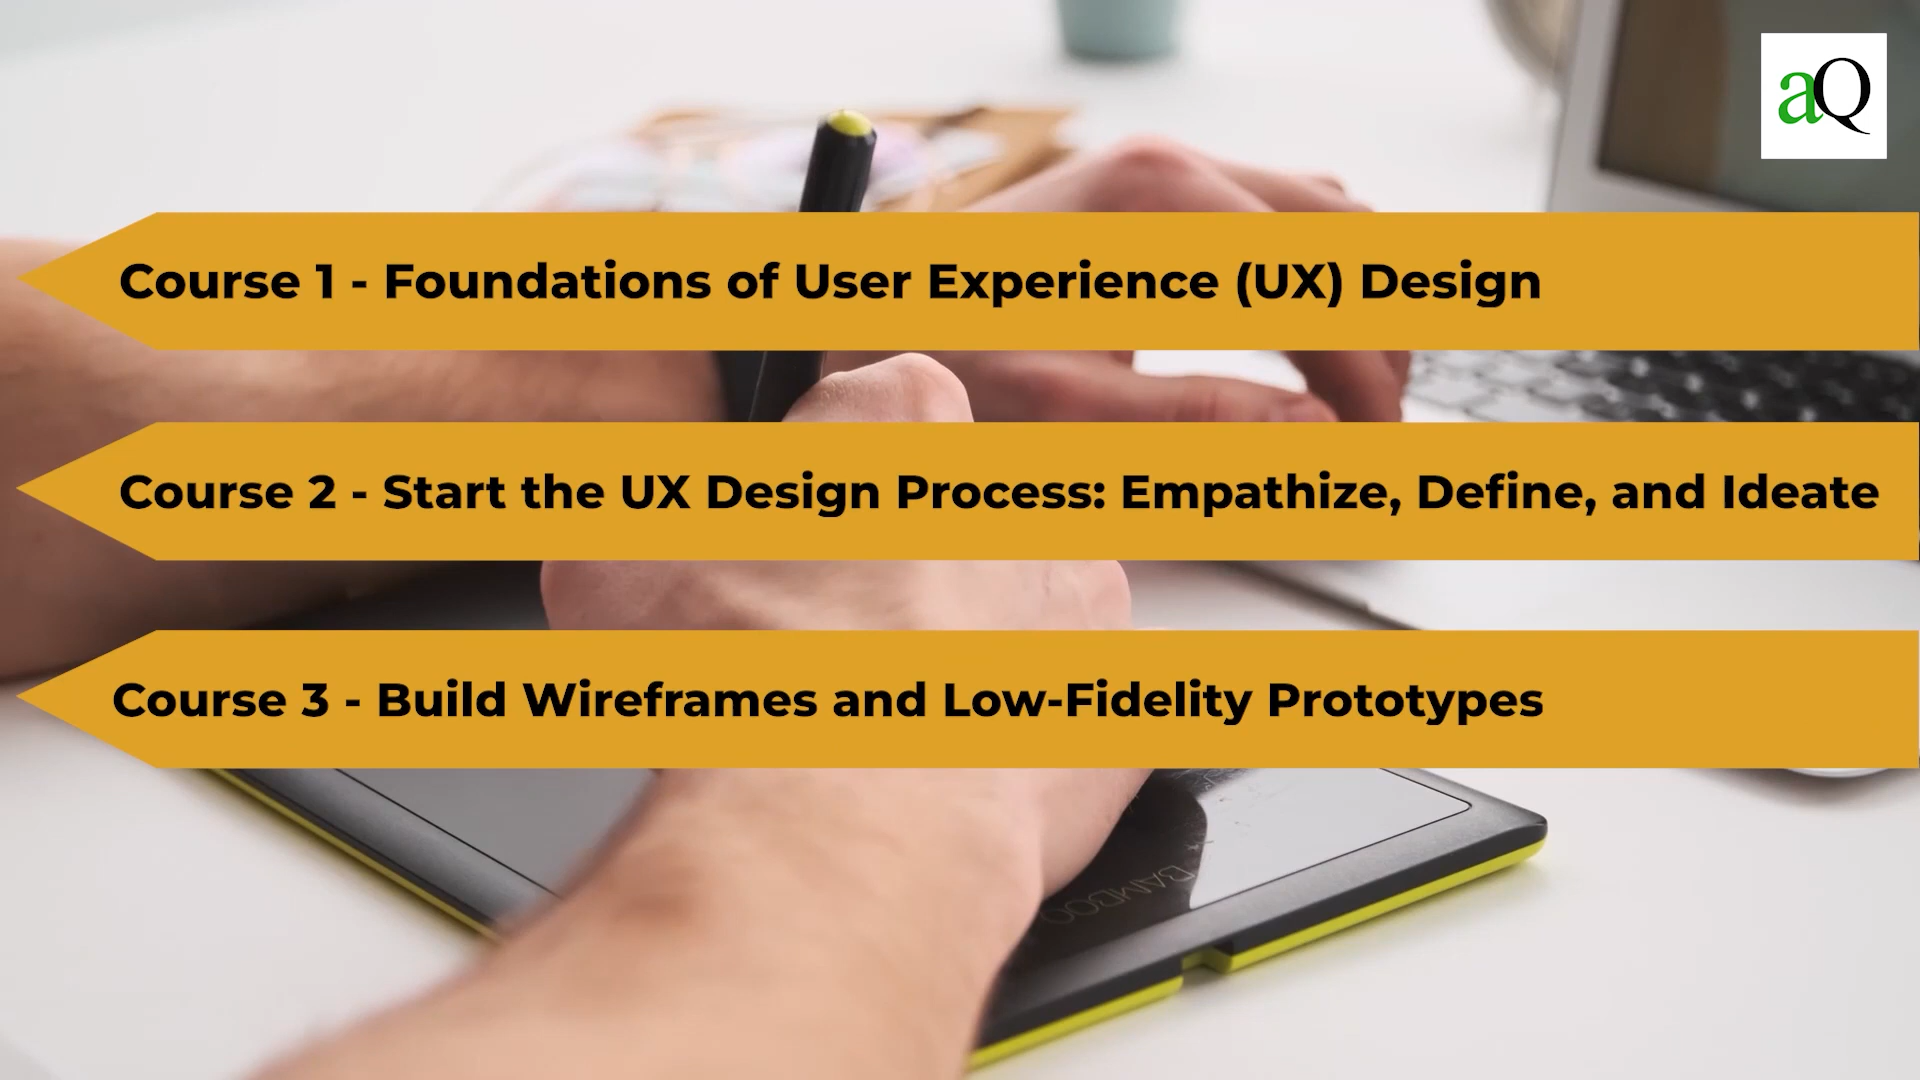 aQ
Course 1 - Foundations of User Experience (UX) Design
Course 2 - Start the UX Design Process: Empathize, Define, and Ideate
Course 3 - Build Wireframes and Low-Fidelity Prototypes
BAMBOO